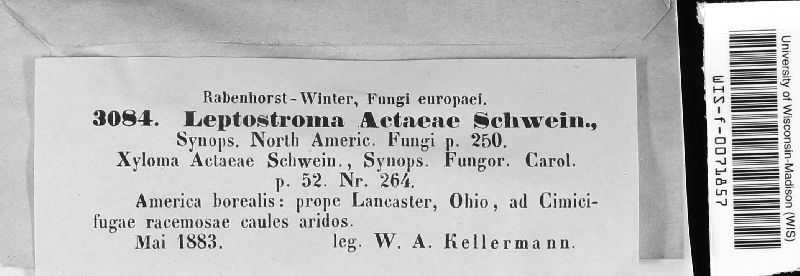 Rabenhorst-Winter, Fungi europaei.
3084. Leptostroma Actaeae Schwein.,
Synops. North Americ. Fungi p. 250.
Xyloma Actaeae Schwein., Synops. Fungor. Carol.
p. 52. Nr. 264.
America borealis: prope Lancaster, Ohio, ad Cimici-
fugae racemosae caules aridos.
Mai 1883. leg. W. A. Kellermann.
WIS-f-0071857
University of Wisconsin-Madison (WIS)